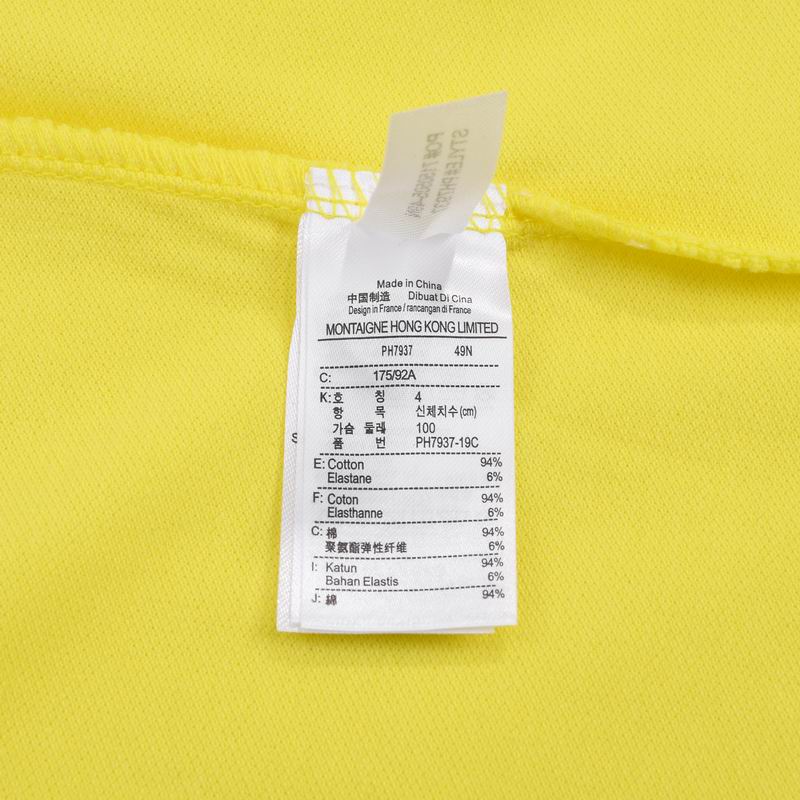 STYLE#PH7937
Made in China
中国制造 Dibuat Di Cina
Design in France / rancangan di France
MONTAIGNE HONG KONG LIMITED
PH7937 49N
C: 175/92A
K: 호 칭 4
항 목 신체치수(cm)
가슴 둘레 100
품 번 PH7937-19C
E: Cotton 94%
Elastane 6%
F: Coton 94%
Elasthanne 6%
C: 棉 94%
聚氨酯弹性纤维 6%
I: Katun 94%
Bahan Elastis 6%
J: 綿 94%